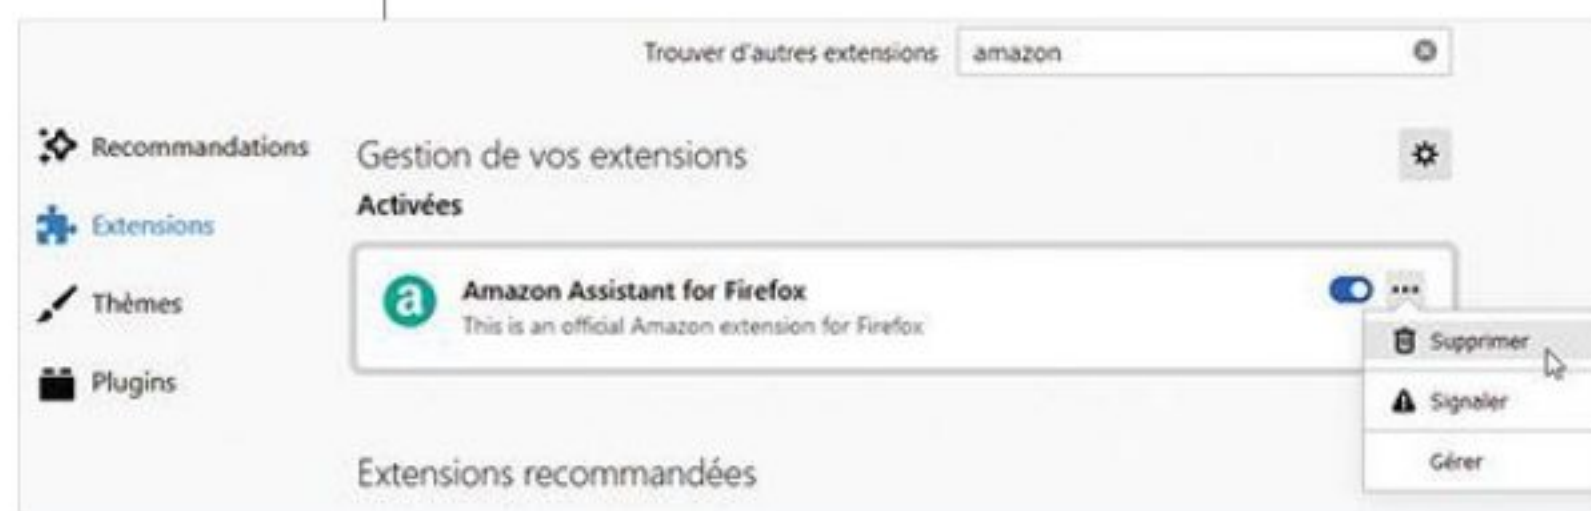 Trouver d'autres extensions amazon
Recommandations
Extensions
Thèmes
Plugins
Gestion de vos extensions
Activées
a
Amazon Assistant for Firefox
This is an official Amazon extension for Firefox
Supprimer
Signaler
Gérer
Extensions recommandées